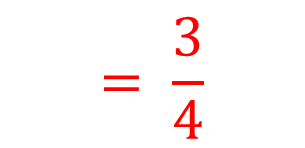 = 3/4